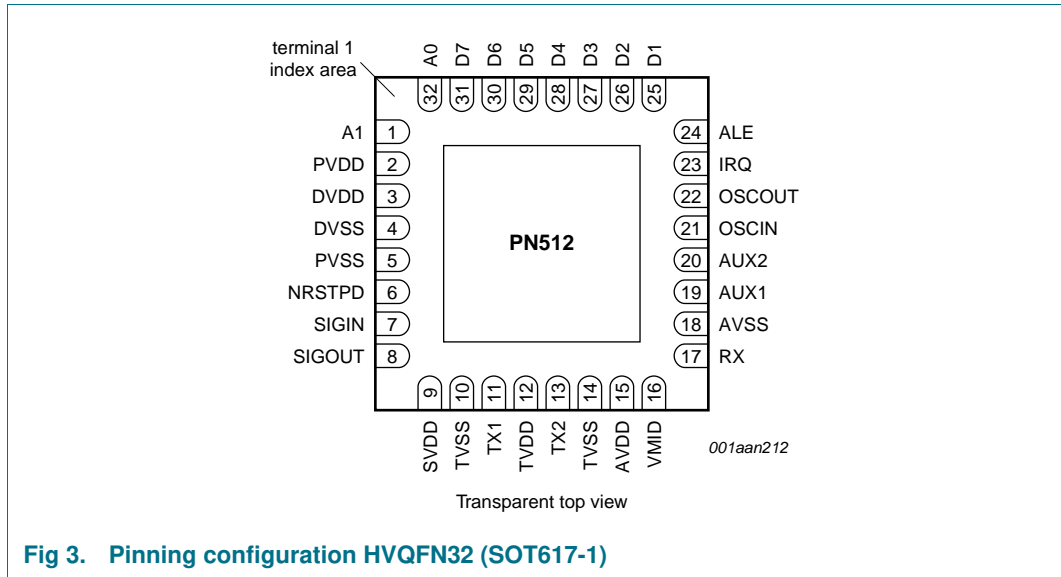 terminal 1
index area
A0 D7 D6 D5 D4 D3 D2 D1
32 31 30 29 28 27 26 25
A1 1
PVDD 2
DVDD 3
DVSS 4
PVSS 5
NRSTPD 6
SIGIN 7
SIGOUT 8
PN512
24 ALE
23 IRQ
22 OSCOUT
21 OSCIN
20 AUX2
19 AUX1
18 AVSS
17 RX
9 10 11 12 13 14 15 16
SVDD TVSS TX1 TVDD TX2 TVSS AVDD VMID
001aan212
Transparent top view
Fig 3. Pinning configuration HVQFN32 (SOT617-1)